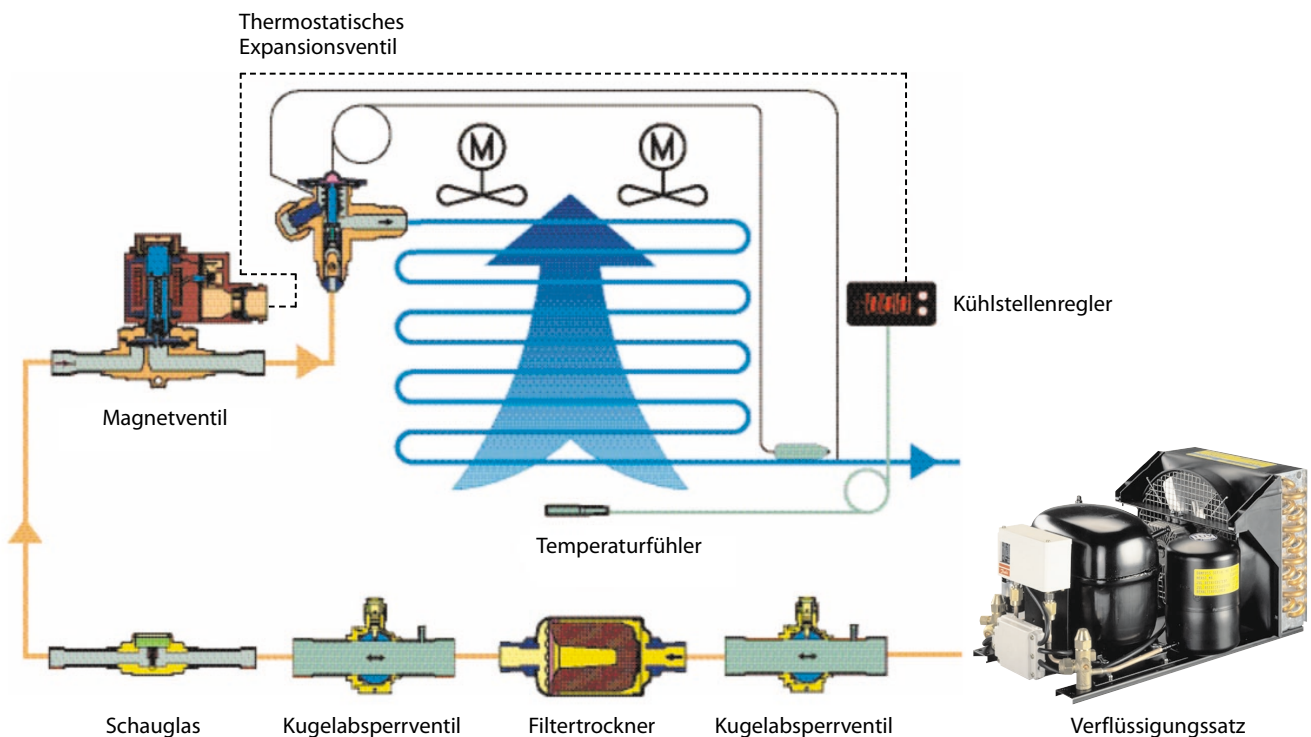 Thermostatisches
Expansionsventil
M
M
Kühlstellenregler
Magnetventil
Temperaturfühler
Schauglas
Kugelabsperrventil
Filtertrockner
Kugelabsperrventil
Verflüssigungssatz